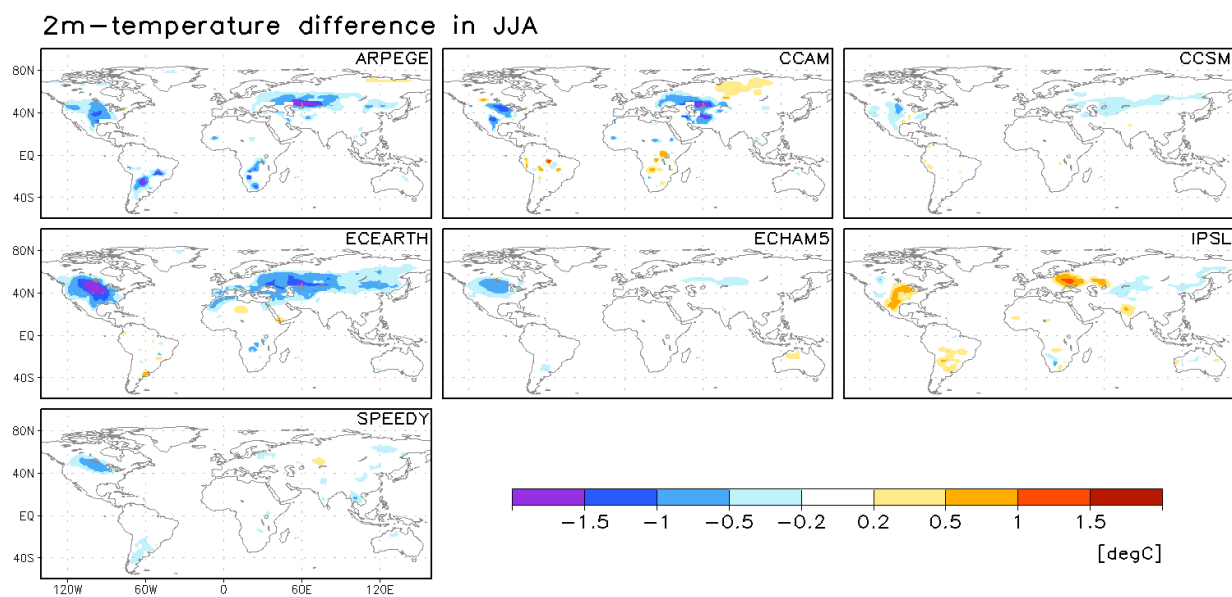 2m-temperature difference in JJA
ARPEGE
CCAM
CCSM
80N
40N
EQ
40S
ECEARTH
ECHAM5
IPSL
80N
40N
EQ
40S
SPEEDY
80N
40N
EQ
40S
120W 60W 0 60E 120E
-1.5 -1 -0.5 -0.2 0.2 0.5 1 1.5
[degC]